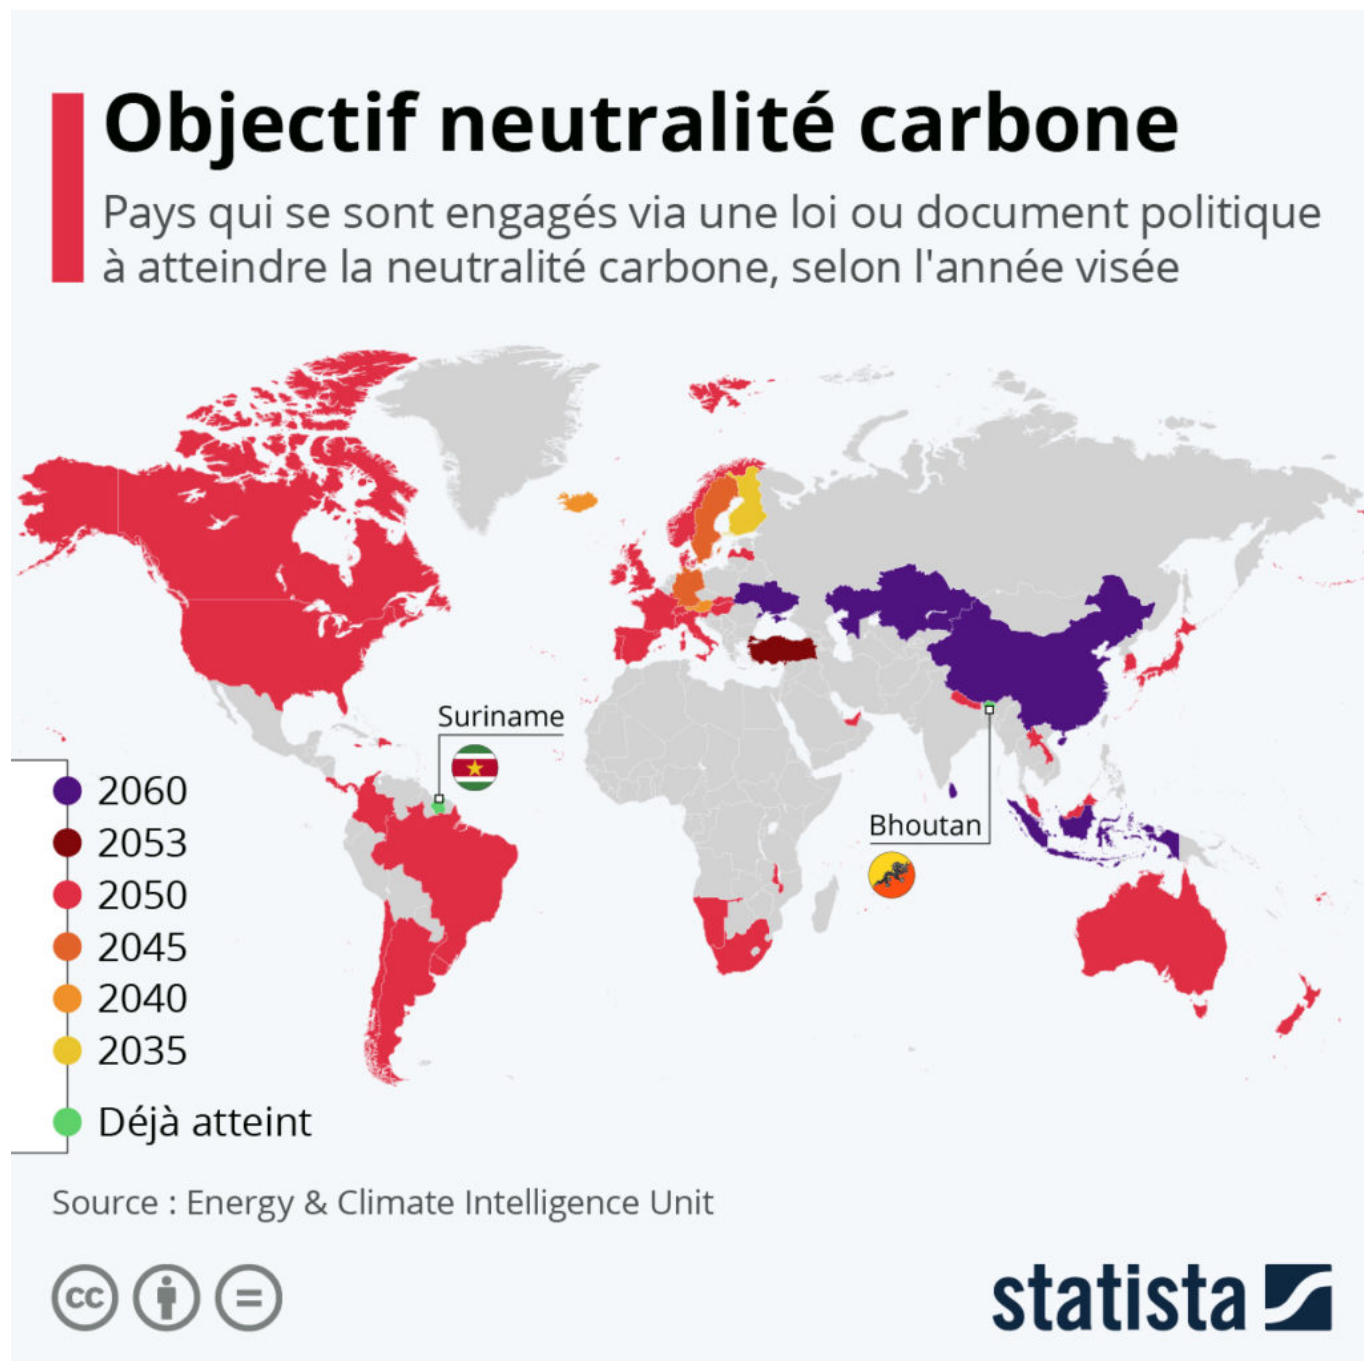 Objectif neutralité carbone
Pays qui se sont engagés via une loi ou document politique
à atteindre la neutralité carbone, selon l'année visée
Suriname
Bhoutan
2060
2053
2050
2045
2040
2035
Déjà atteint
Source : Energy & Climate Intelligence Unit
cc
statista